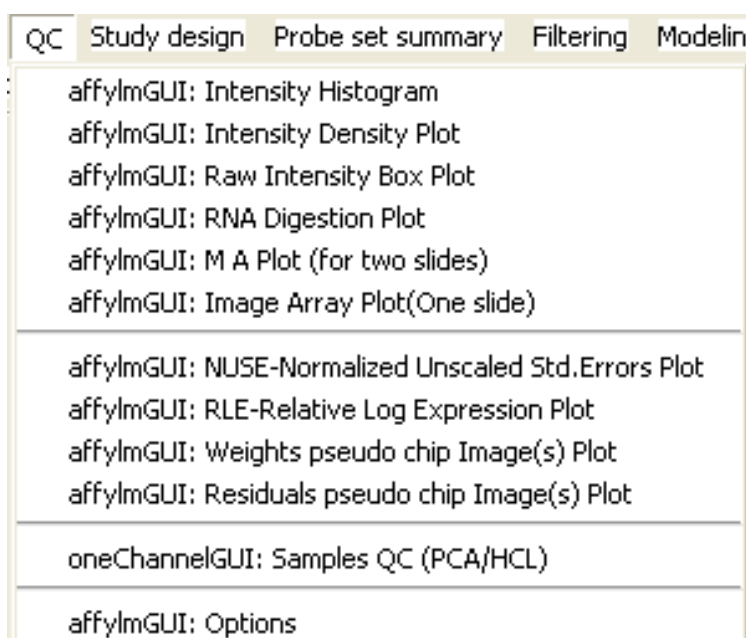 QC Study design Probe set summary Filtering Modelin
affylmGUI: Intensity Histogram
affylmGUI: Intensity Density Plot
affylmGUI: Raw Intensity Box Plot
affylmGUI: RNA Digestion Plot
affylmGUI: M A Plot (for two slides)
affylmGUI: Image Array Plot(One slide)
affylmGUI: NUSE-Normalized Unscaled Std.Errors Plot
affylmGUI: RLE-Relative Log Expression Plot
affylmGUI: Weights pseudo chip Image(s) Plot
affylmGUI: Residuals pseudo chip Image(s) Plot
oneChannelGUI: Samples QC (PCA/HCL)
affylmGUI: Options